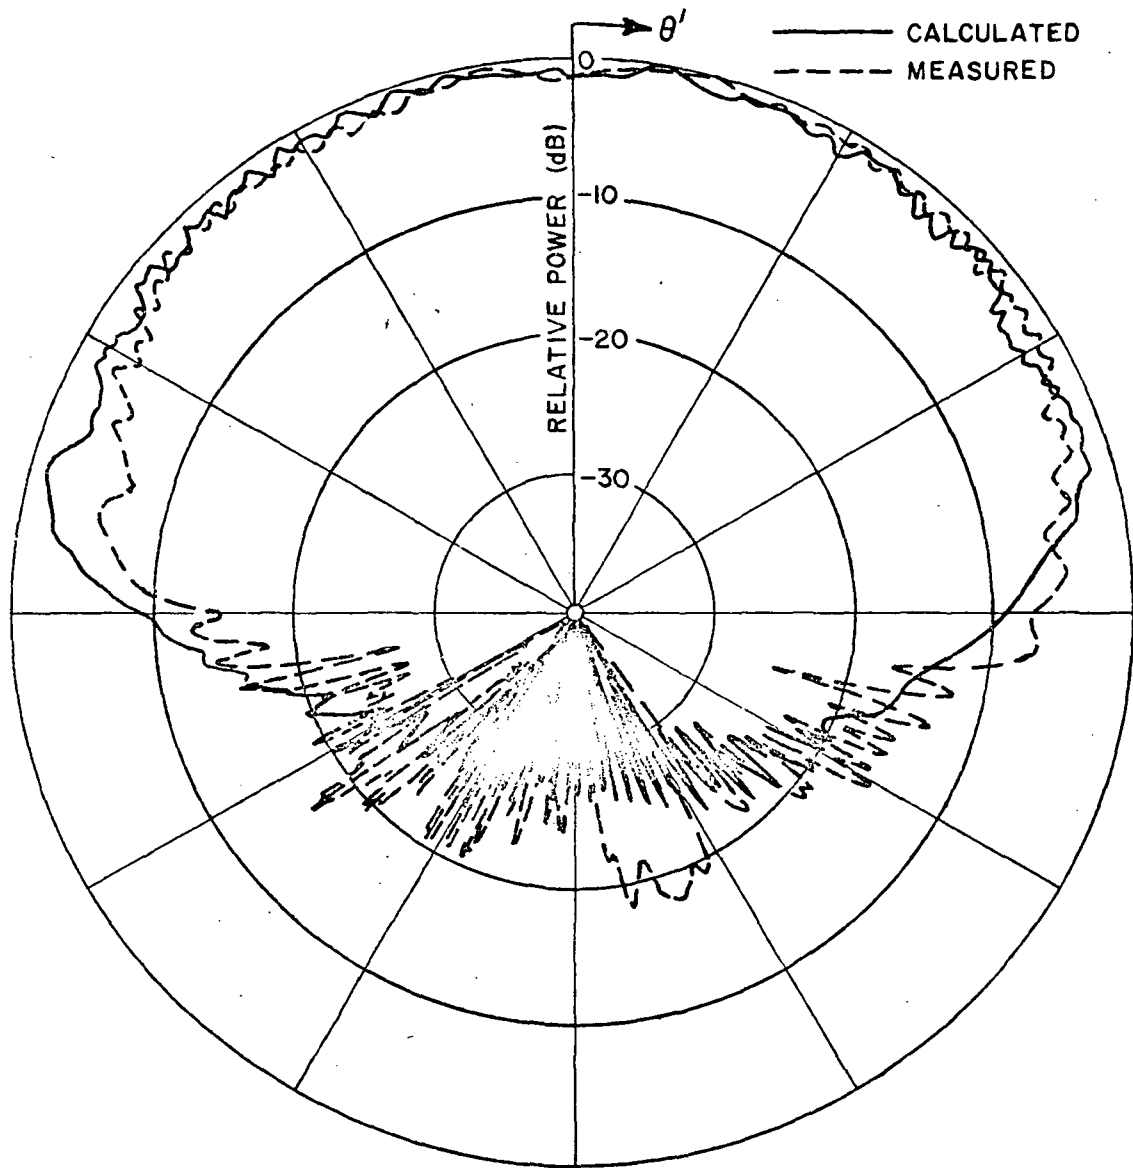 θ'
CALCULATED
MEASURED
0
-10
-20
-30
RELATIVE POWER (dB)